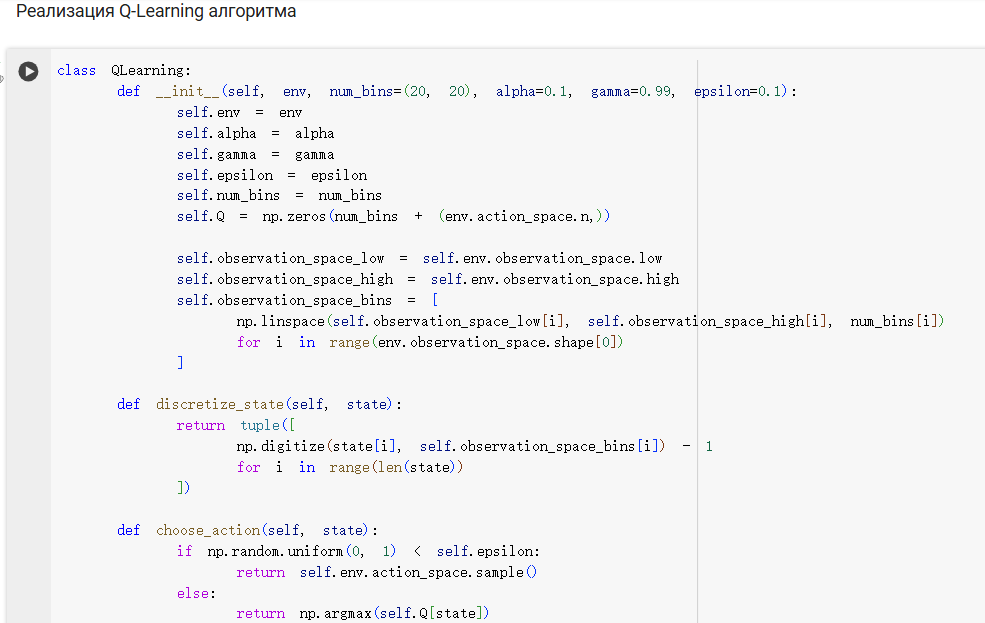 Реализация Q-Learning алгоритма
class QLearning:
def __init__(self, env, num_bins=(20, 20), alpha=0.1, gamma=0.99, epsilon=0.1):
self.env = env
self.alpha = alpha
self.gamma = gamma
self.epsilon = epsilon
self.num_bins = num_bins
self.Q = np.zeros(num_bins + (env.action_space.n,))
self.observation_space_low = self.env.observation_space.low
self.observation_space_high = self.env.observation_space.high
self.observation_space_bins = [
np.linspace(self.observation_space_low[i], self.observation_space_high[i], num_bins[i])
for i in range(env.observation_space.shape[0])
]
def discretize_state(self, state):
return tuple([
np.digitize(state[i], self.observation_space_bins[i]) - 1
for i in range(len(state))
])
def choose_action(self, state):
if np.random.uniform(0, 1) < self.epsilon:
return self.env.action_space.sample()
else:
return np.argmax(self.Q[state])